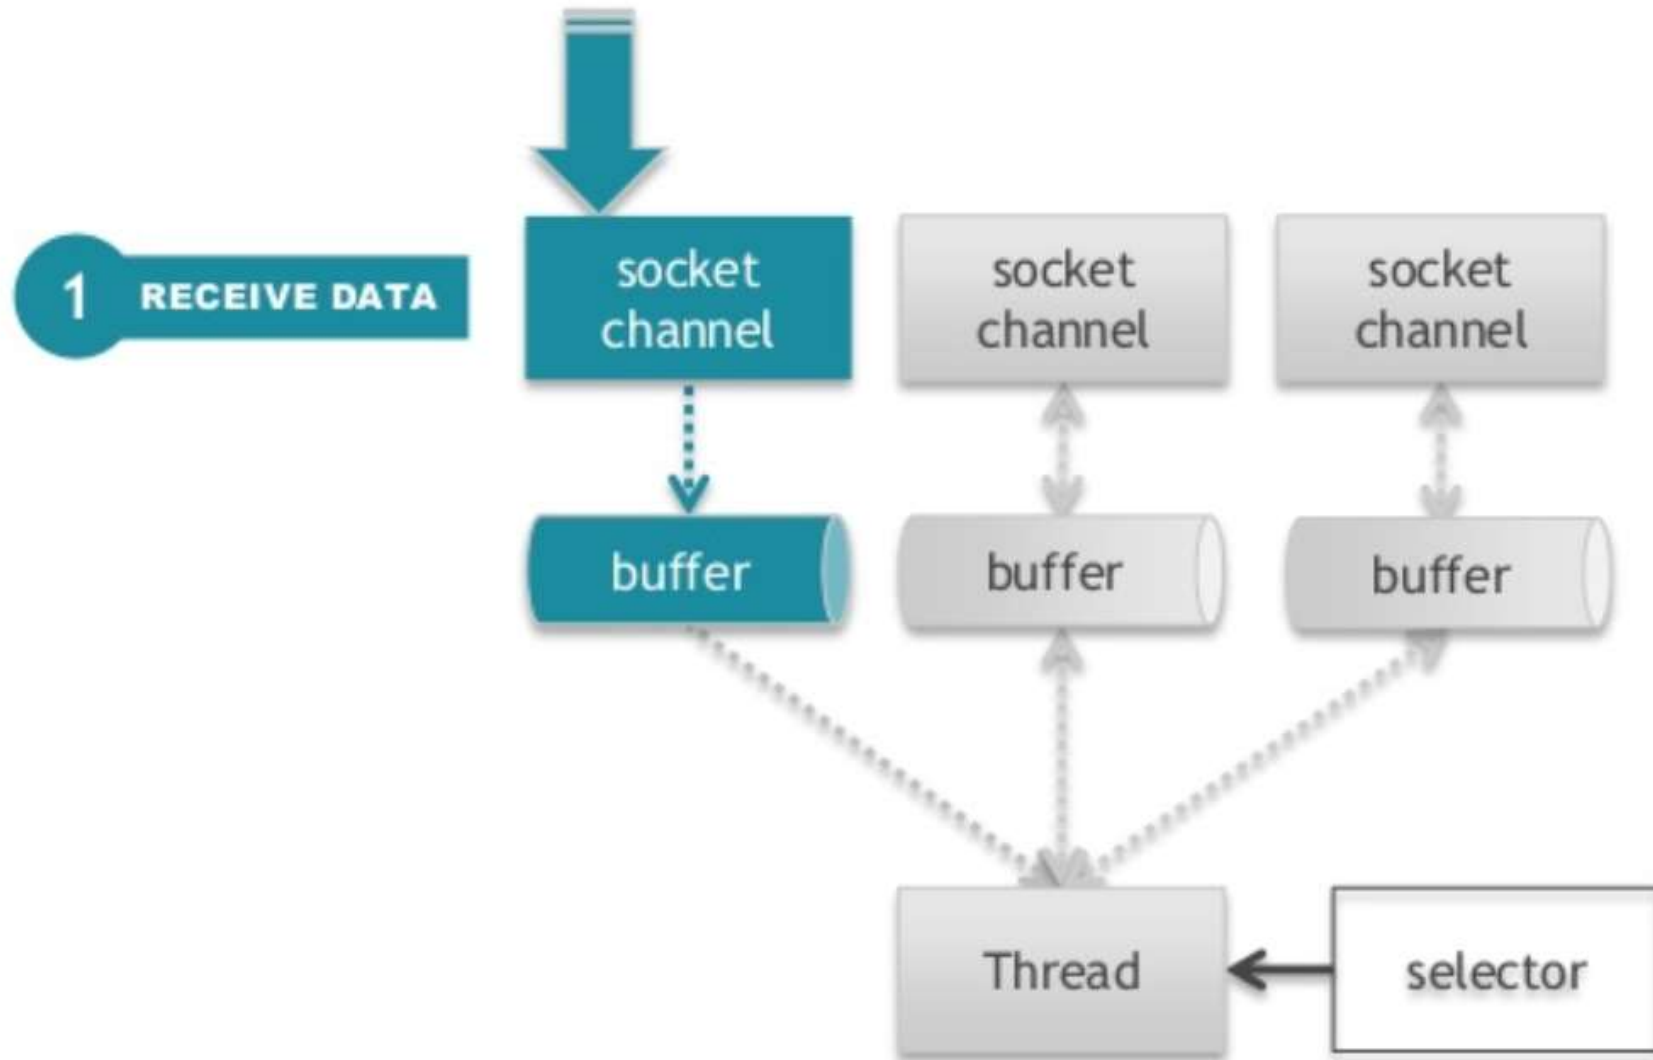 1 RECEIVE DATA
socket
channel
socket
channel
socket
channel
buffer
buffer
buffer
Thread
selector